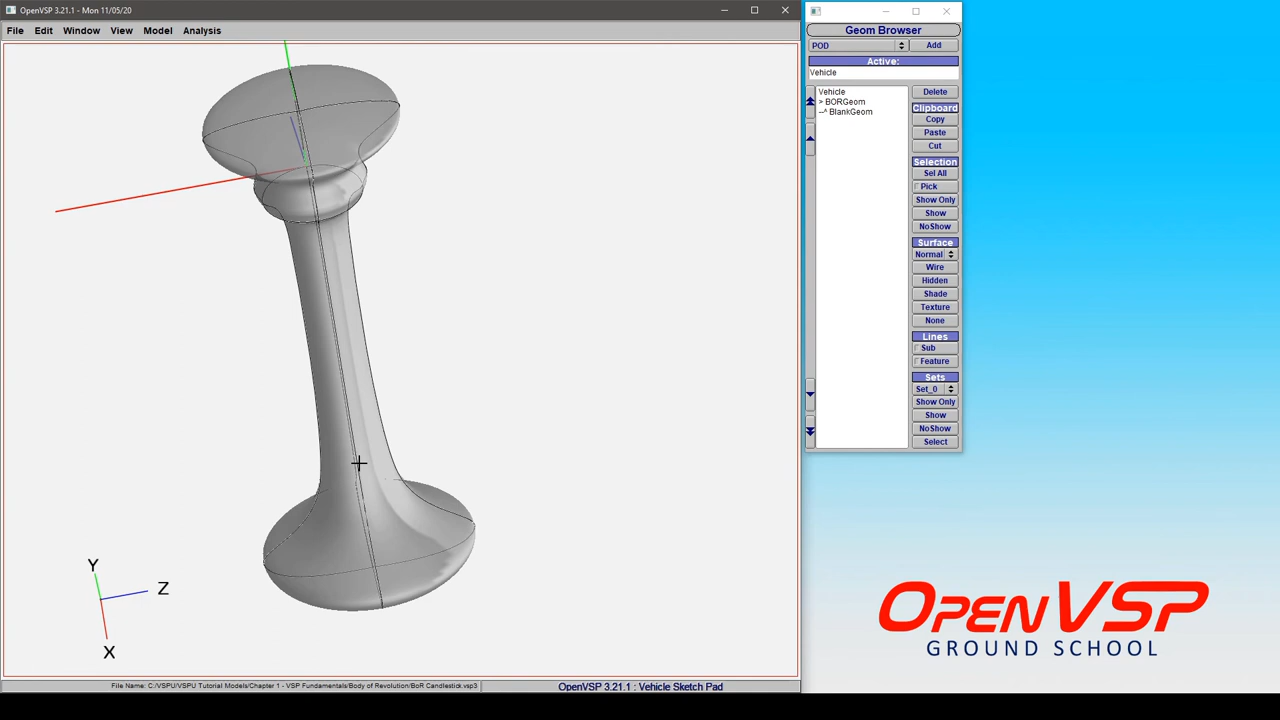 OpenVSP 3.21.1 - Mon 11/05/20
File Edit Window View Model Analysis
Y
Z
X
File Name: C:/VSPU/VSPU Tutorial Models/Chapter 1 - VSP Fundamentals/Body of Revolution/BoR Candlestick.vsp3
OpenVSP 3.21.1 : Vehicle Sketch Pad
Geom Browser
POD
Add
Active:
Vehicle
Vehicle
> BORGeom
--^ BlankGeom
Delete
Clipboard
Copy
Paste
Cut
Selection
Sel All
Pick
Show Only
Show
NoShow
Surface
Normal
Wire
Hidden
Shade
Texture
None
Lines
Sub
Feature
Sets
Set_0
Show Only
Show
NoShow
Select
OpenVSP
GROUND SCHOOL